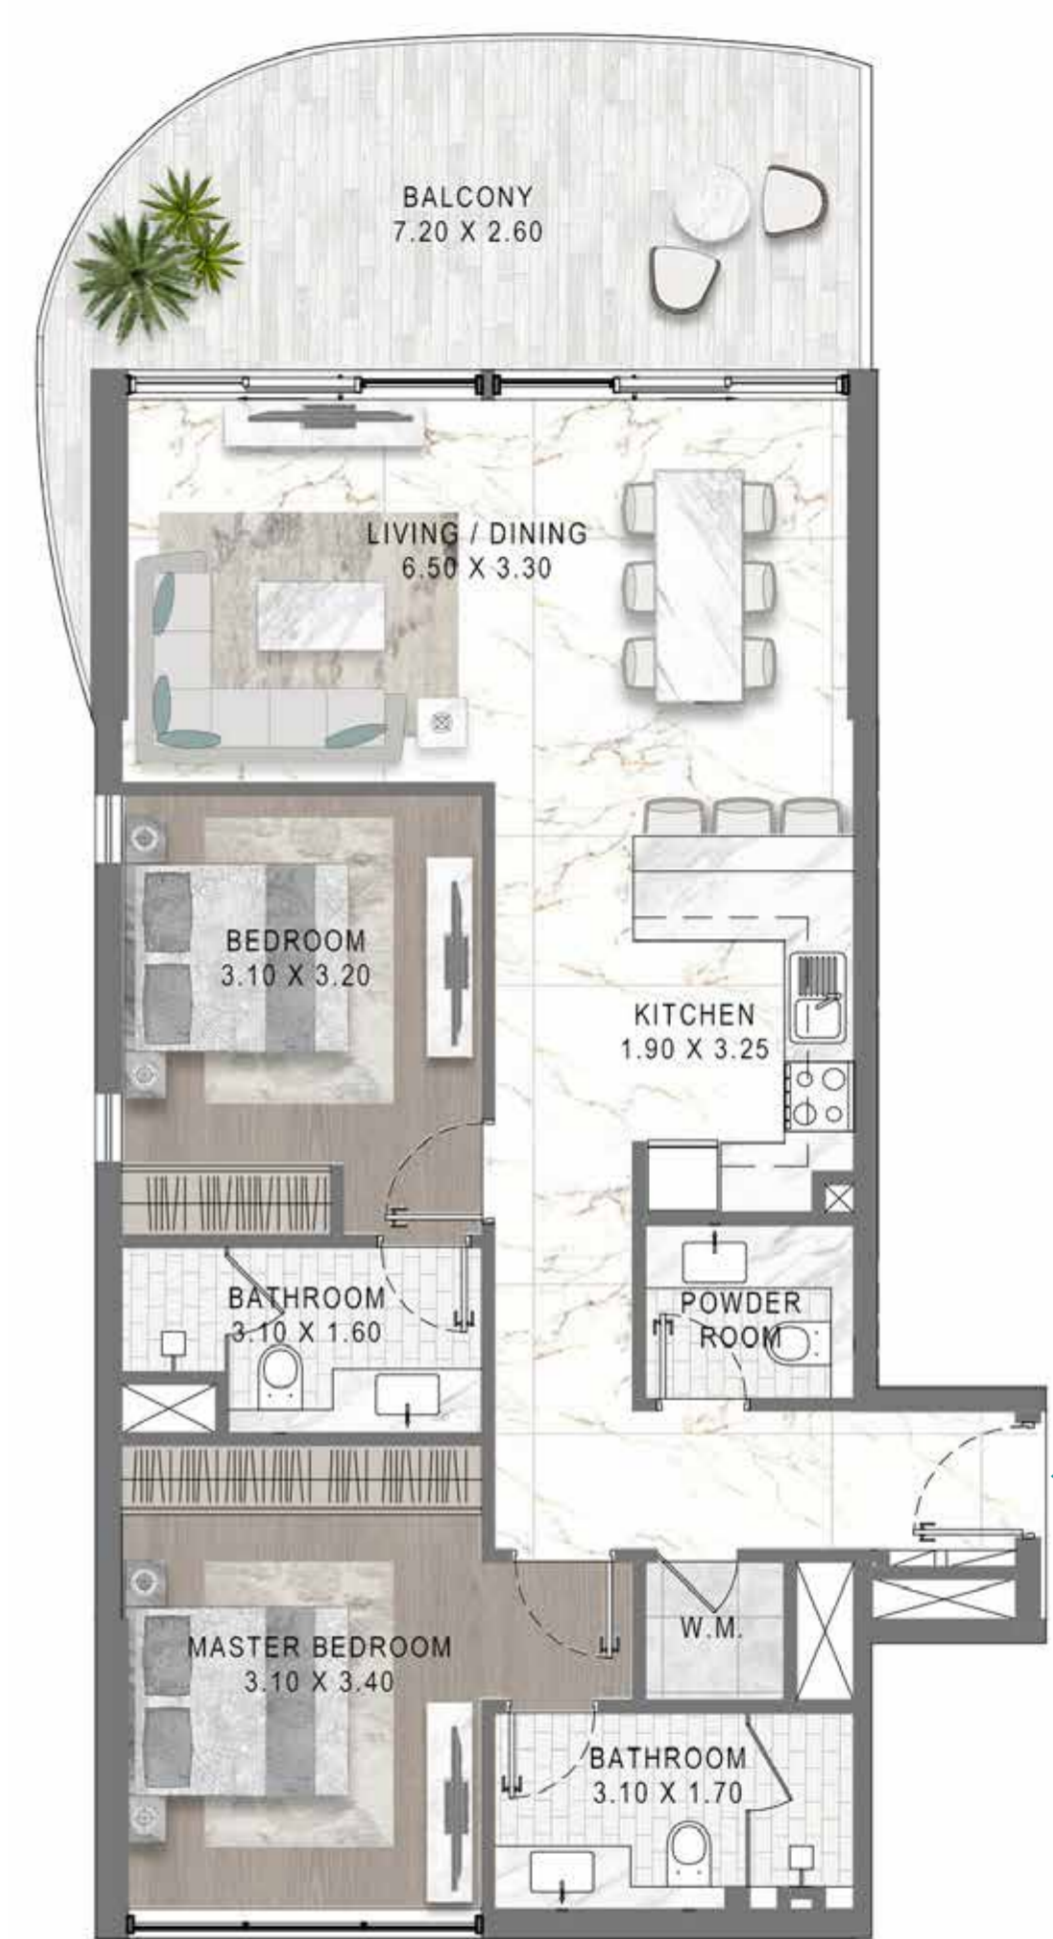 BALCONY
7.20 X 2.60
LIVING / DINING
6.50 X 3.30
BEDROOM
3.10 X 3.20
KITCHEN
1.90 X 3.25
BATHROOM
3.10 X 1.60
POWDER
ROOM
MASTER BEDROOM
3.10 X 3.40
W.M.
BATHROOM
3.10 X 1.70